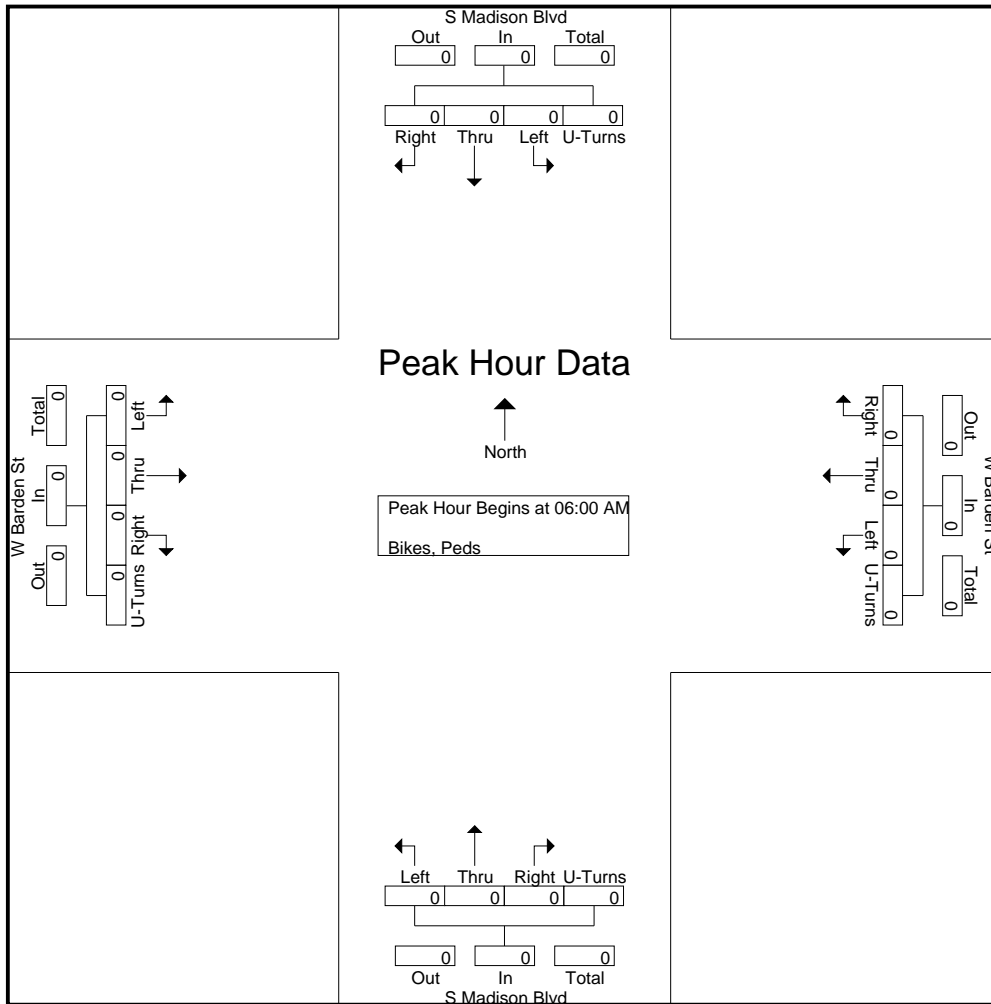 S Madison Blvd
Out In Total
0 0 0
0 0 0 0
Right Thru Left U-Turns
Peak Hour Data
North
Peak Hour Begins at 06:00 AM
Bikes, Peds
W Barden St
Out In Total
0 0 0
0 0 0 0
U-Turns Right Thru Left
W Barden St
Out In Total
0 0 0
0 0 0 0
Right Thru Left U-Turns
Left Thru Right U-Turns
0 0 0 0
0 0 0
Out In Total
S Madison Blvd